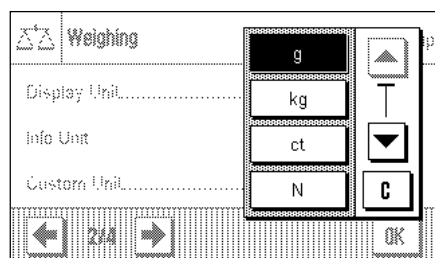 Weighing
g
p
Display Unit
kg
Info Unit
ct
Custom Unit
N
C
2/4
OK